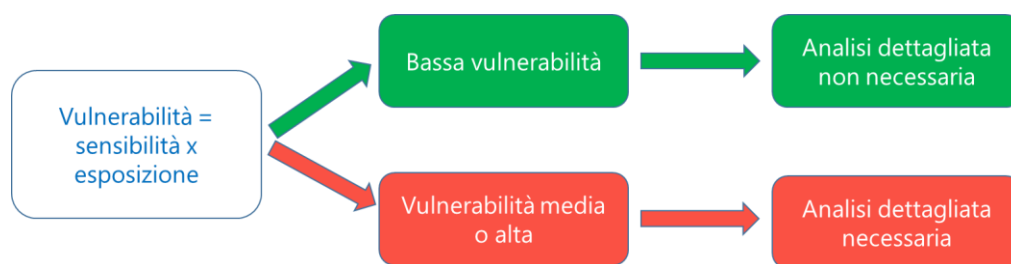 Vulnerabilità =
sensibilità x
esposizione
Bassa vulnerabilità
Analisi dettagliata
non necessaria
Vulnerabilità media
o alta
Analisi dettagliata
necessaria